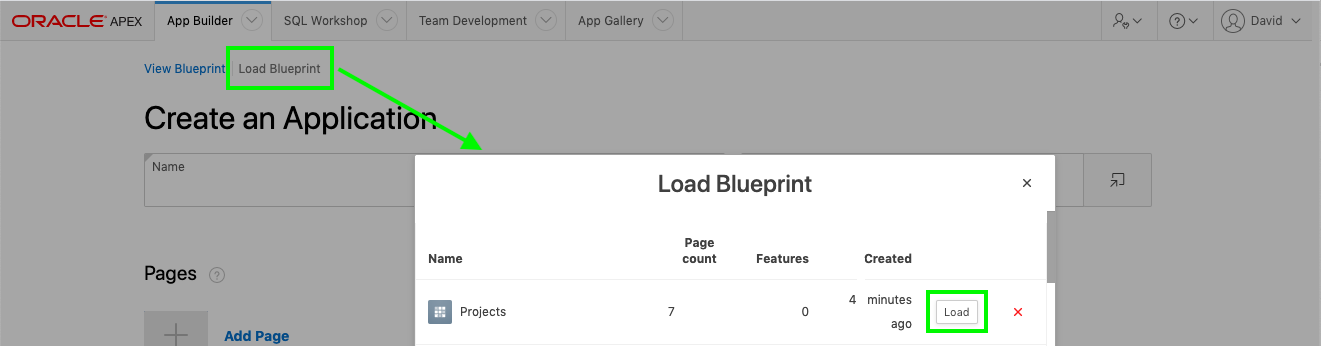 ORACLE APEX App Builder SQL Workshop Team Development App Gallery David
View Blueprint Load Blueprint
Create an Application
Name
Load Blueprint
Name Page count Features Created
Pages ?
Projects 7 0 4 minutes ago Load
Add Page